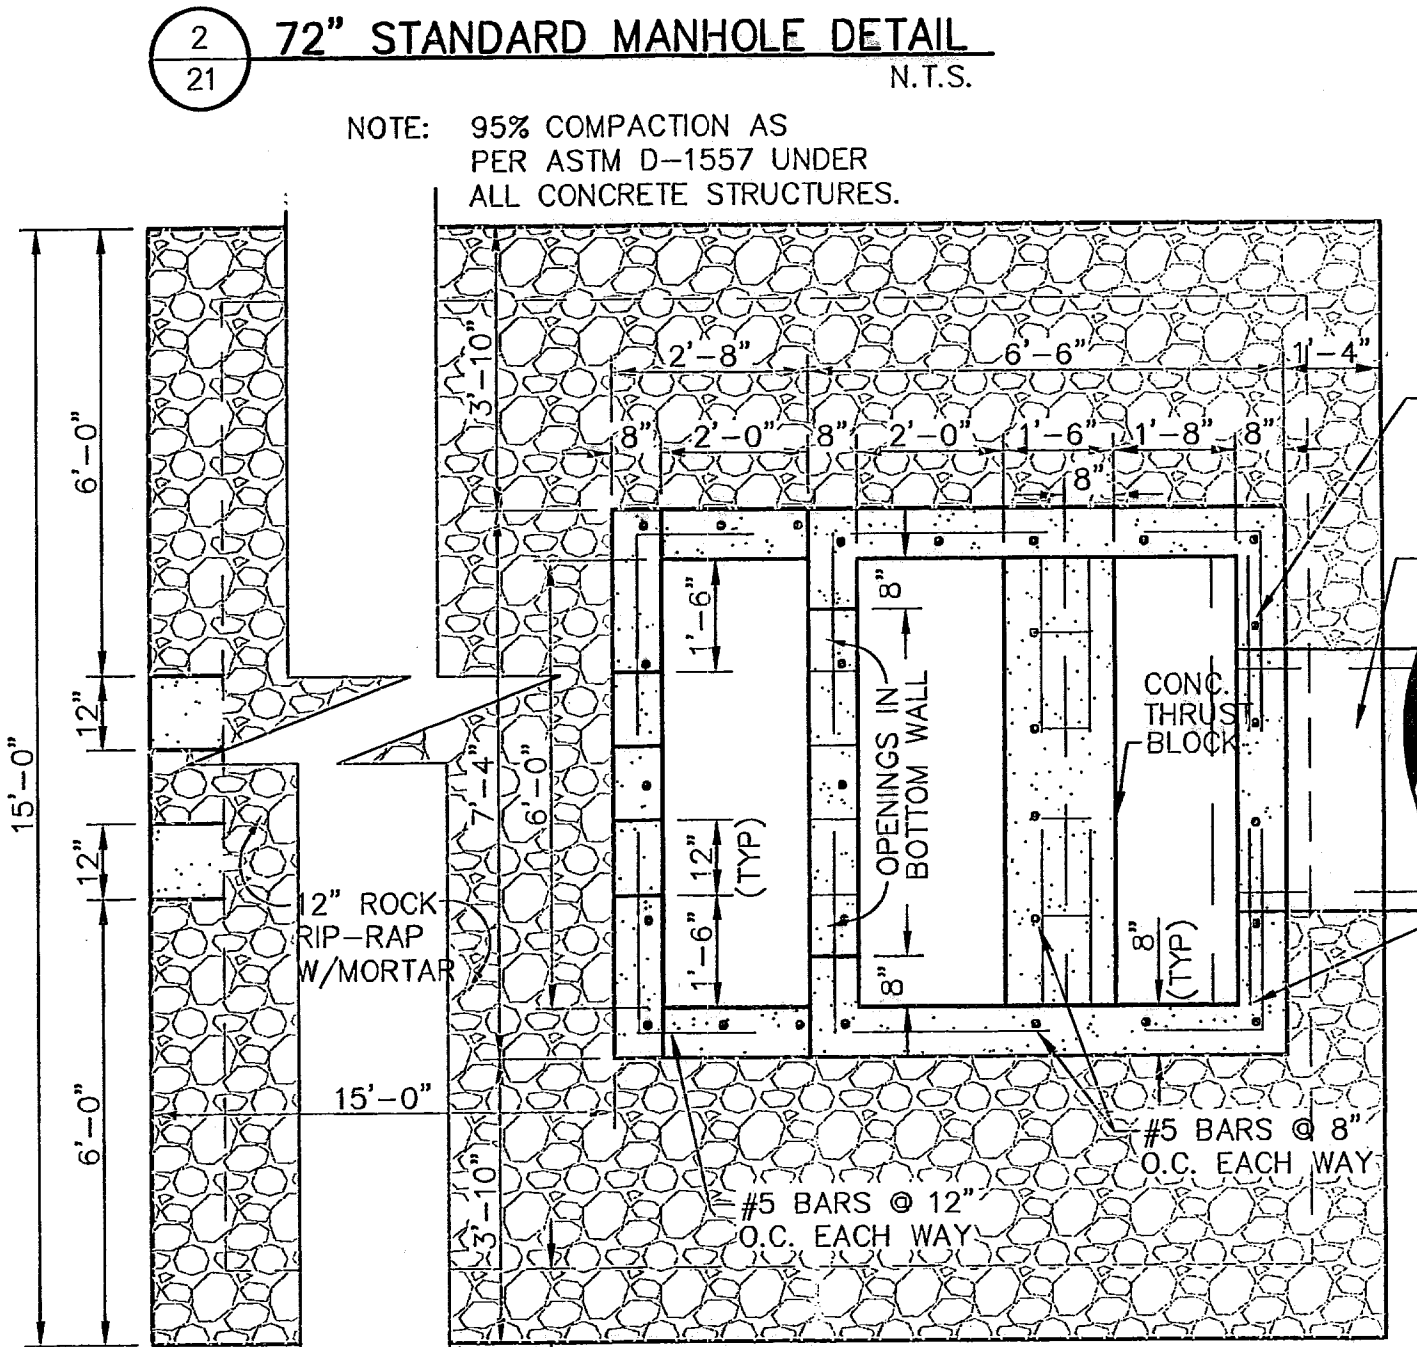 2
21
72" STANDARD MANHOLE DETAIL
N.T.S.
NOTE: 95% COMPACTION AS
PER ASTM D-1557 UNDER
ALL CONCRETE STRUCTURES.
2'-8" 6'-6" 1'-4"
8" 2'-0" 8" 2'-0" 1'-6" 1'-8" 8"
8"
3'-10"
6'-0"
15'-0"
12"
12"
6'-0"
7'-4"
6'-0"
1'-6"
12"
(TYP)
1'-6"
8"
OPENINGS IN
BOTTOM WALL
8"
CONC.
THRUST
BLOCK
8"
(TYP)
12" ROCK
RIP-RAP
W/MORTAR
15'-0"
3'-10"
#5 BARS @ 8"
O.C. EACH WAY
#5 BARS @ 12"
O.C. EACH WAY